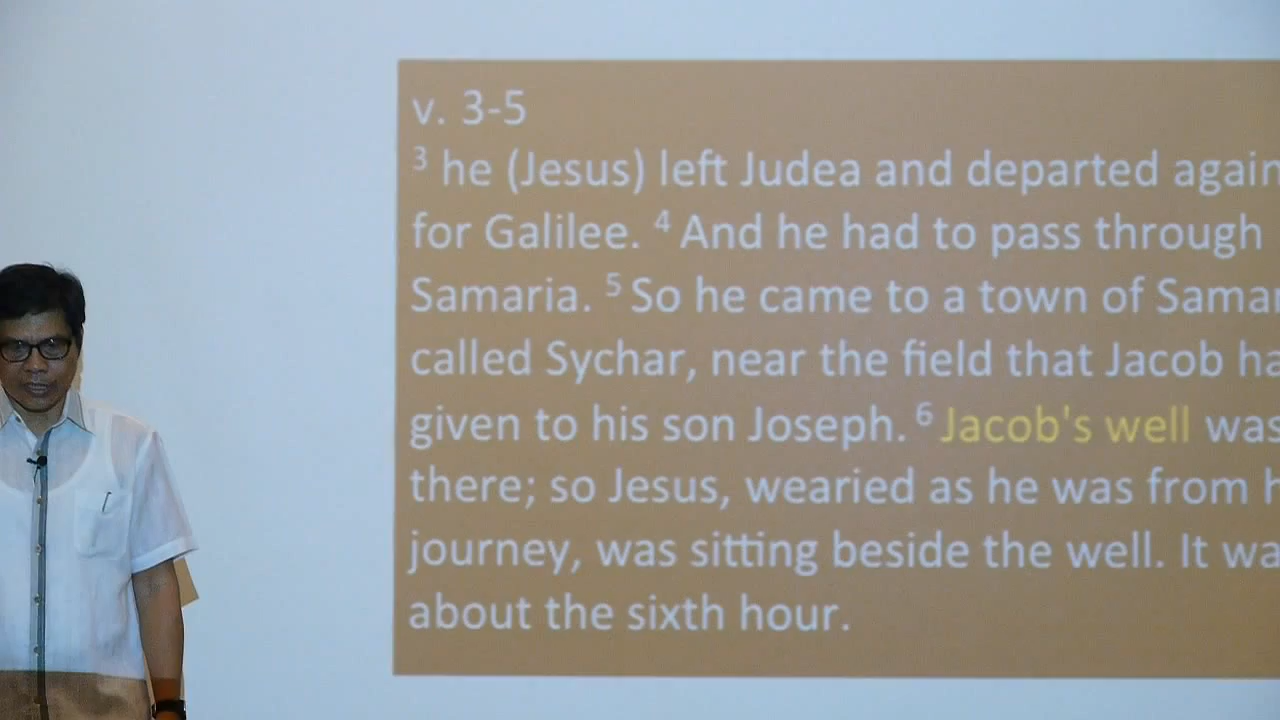 v. 3-5
³ he (Jesus) left Judea and departed again
for Galilee. ⁴ And he had to pass through
Samaria. ⁵ So he came to a town of
called Sychar, near the field that Jacob
given to his son Joseph. ⁶ Jacob's well was
there; so Jesus, wearied as he was from
journey, was sitting beside the well. It
about the sixth hour.